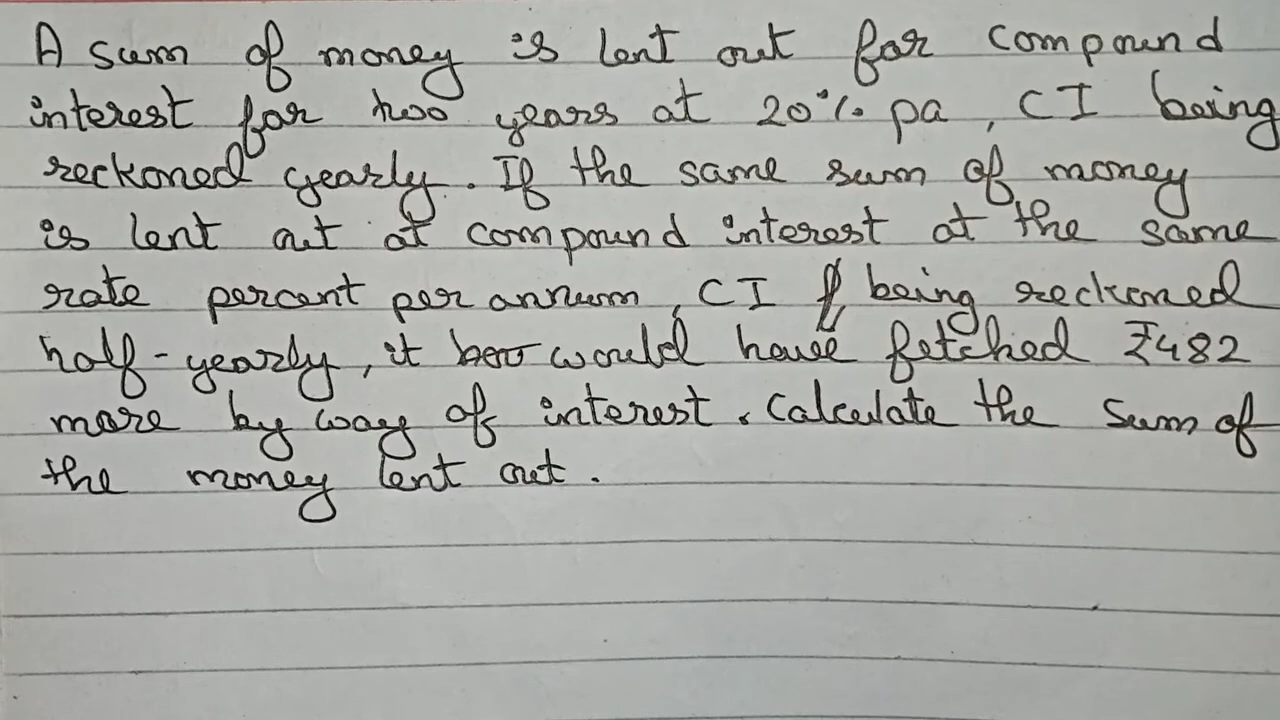 A sum of money is lent out for compound
interest for two years at 20% pa, CI being
reckoned yearly. If the same sum of money
is lent out at compound interest at the same
rate percent per annum, CI being reckoned
half-yearly, it would have fetched ₹482
more by way of interest. Calculate the sum of
the money lent out.